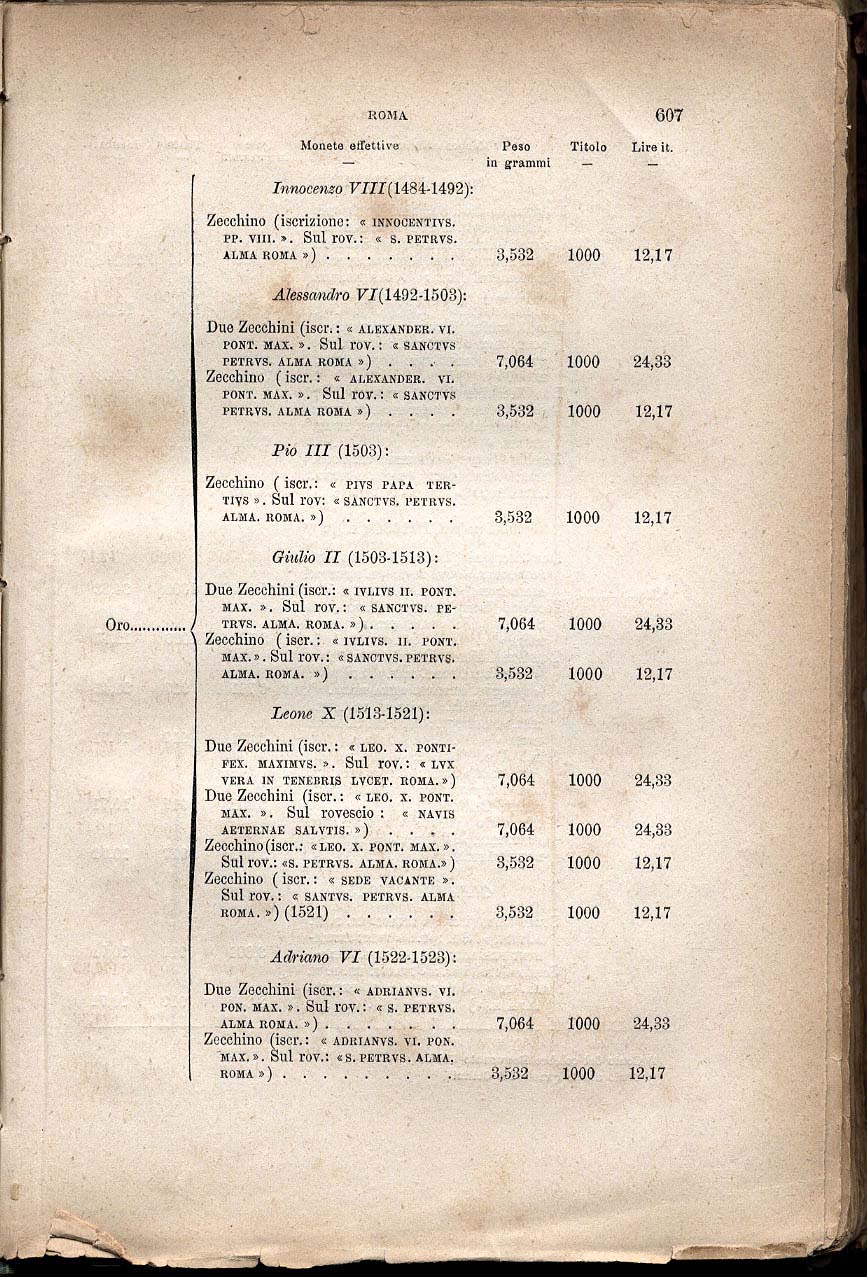 ROMA 607
Monete effettive Peso Titolo Lire it.
— in grammi — —
Innocenzo VIII (1484-1492):
Zecchino (iscrizione: « INNOCENTIVS.
PP. VIII. ». Sul rov.: « S. PETRVS.
ALMA ROMA ») . . . . . . . 3,532 1000 12,17
Alessandro VI (1492-1503):
Due Zecchini (iscr.: « ALEXANDER. VI.
PONT. MAX. ». Sul rov.: « SANCTVS
PETRVS. ALMA ROMA ») . . . . 7,064 1000 24,33
Zecchino (iscr.: « ALEXANDER. VI.
PONT. MAX. ». Sul rov.: « SANCTVS
PETRVS. ALMA ROMA ») . . . . 3,532 1000 12,17
Pio III (1503):
Zecchino (iscr.: « PIVS PAPA TER-
TIVS ». Sul rov: « SANCTVS. PETRVS.
ALMA. ROMA. ») . . . . . . 3,532 1000 12,17
Giulio II (1503-1513):
Due Zecchini (iscr.: « IVLIVS II. PONT.
MAX. ». Sul rov.: « SANCTVS. PE-
Oro............. TRVS. ALMA. ROMA. ») . . . . . 7,064 1000 24,33
Zecchino (iscr.: « IVLIVS. II. PONT.
MAX. ». Sul rov.: « SANCTVS. PETRVS.
ALMA. ROMA. ») . . . . . . 3,532 1000 12,17
Leone X (1513-1521):
Due Zecchini (iscr.: « LEO. X. PONTI-
FEX. MAXIMVS. ». Sul rov.: « LVX
VERA IN TENEBRIS LVCET. ROMA. ») 7,064 1000 24,33
Due Zecchini (iscr.: « LEO. X. PONT.
MAX. ». Sul rovescio : « NAVIS
AETERNAE SALVTIS. ») . . . . 7,064 1000 24,33
Zecchino (iscr.: « LEO. X. PONT. MAX. ».
Sul rov.: «S. PETRVS. ALMA. ROMA.») 3,532 1000 12,17
Zecchino (iscr.: « SEDE VACANTE ».
Sul rov.: « SANTVS. PETRVS. ALMA
ROMA. ») (1521) . . . . . . 3,532 1000 12,17
Adriano VI (1522-1523):
Due Zecchini (iscr.: « ADRIANVS. VI.
PON. MAX. ». Sul rov.: « S. PETRVS.
ALMA ROMA. ») . . . . . . . 7,064 1000 24,33
Zecchino (iscr.: « ADRIANVS. VI. PON.
MAX. ». Sul rov.: «S. PETRVS. ALMA.
ROMA ») . . . . . . . . . 3,532 1000 12,17